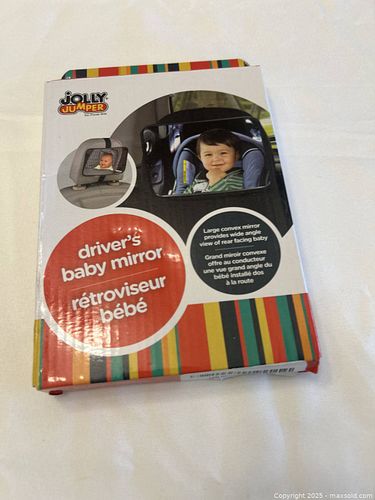 JOLLY
JUMPER
driver's
baby mirror
rétroviseur
bébé
Large convex mirror
provides wide angle
view of rear facing baby
Grand miroir convexe
offre au conducteur
une vue grand angle du
bébé installé dos
à la route
Copyright 2025 - maxsold.com